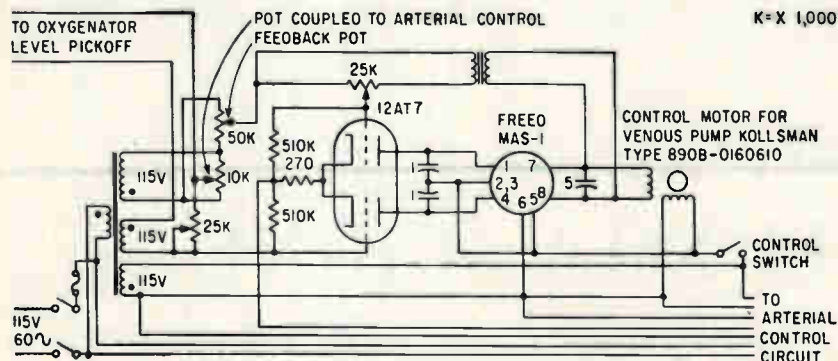 TO OXYGENATOR
LEVEL PICKOFF
POT COUPLED TO ARTERIAL CONTROL
FEEDBACK POT
K=X 1,000
25K
12AT7
FREED
MAS-1
CONTROL MOTOR FOR
VENOUS PUMP KOLLSMAN
TYPE 890B-0160610
50K
510K
270
10K
510K
25K
115V
115V
115V
1
1
1
7
2,3
4
6
5
8
5
CONTROL
SWITCH
TO
ARTERIAL
CONTROL
CIRCUIT
115V
60~